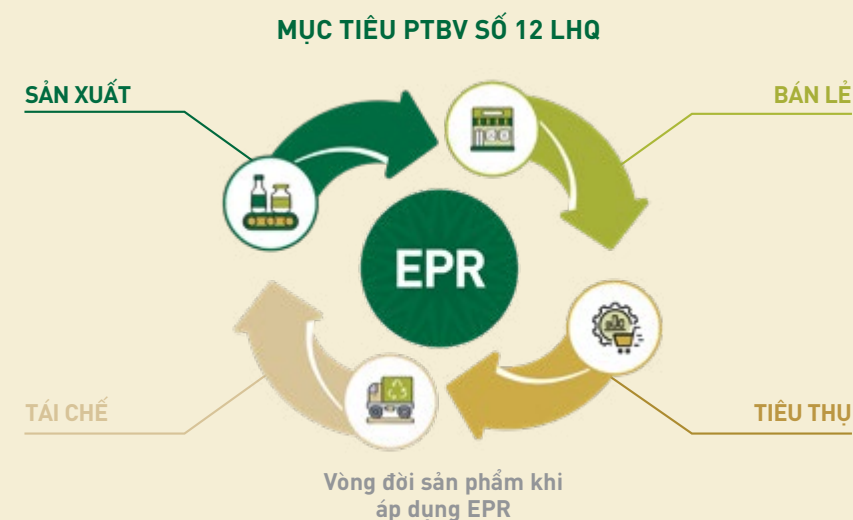 MỤC TIÊU PTBV SỐ 12 LHQ
SẢN XUẤT
BÁN LẺ
EPR
TÁI CHẾ
TIÊU THỤ
Vòng đời sản phẩm khi
áp dụng EPR